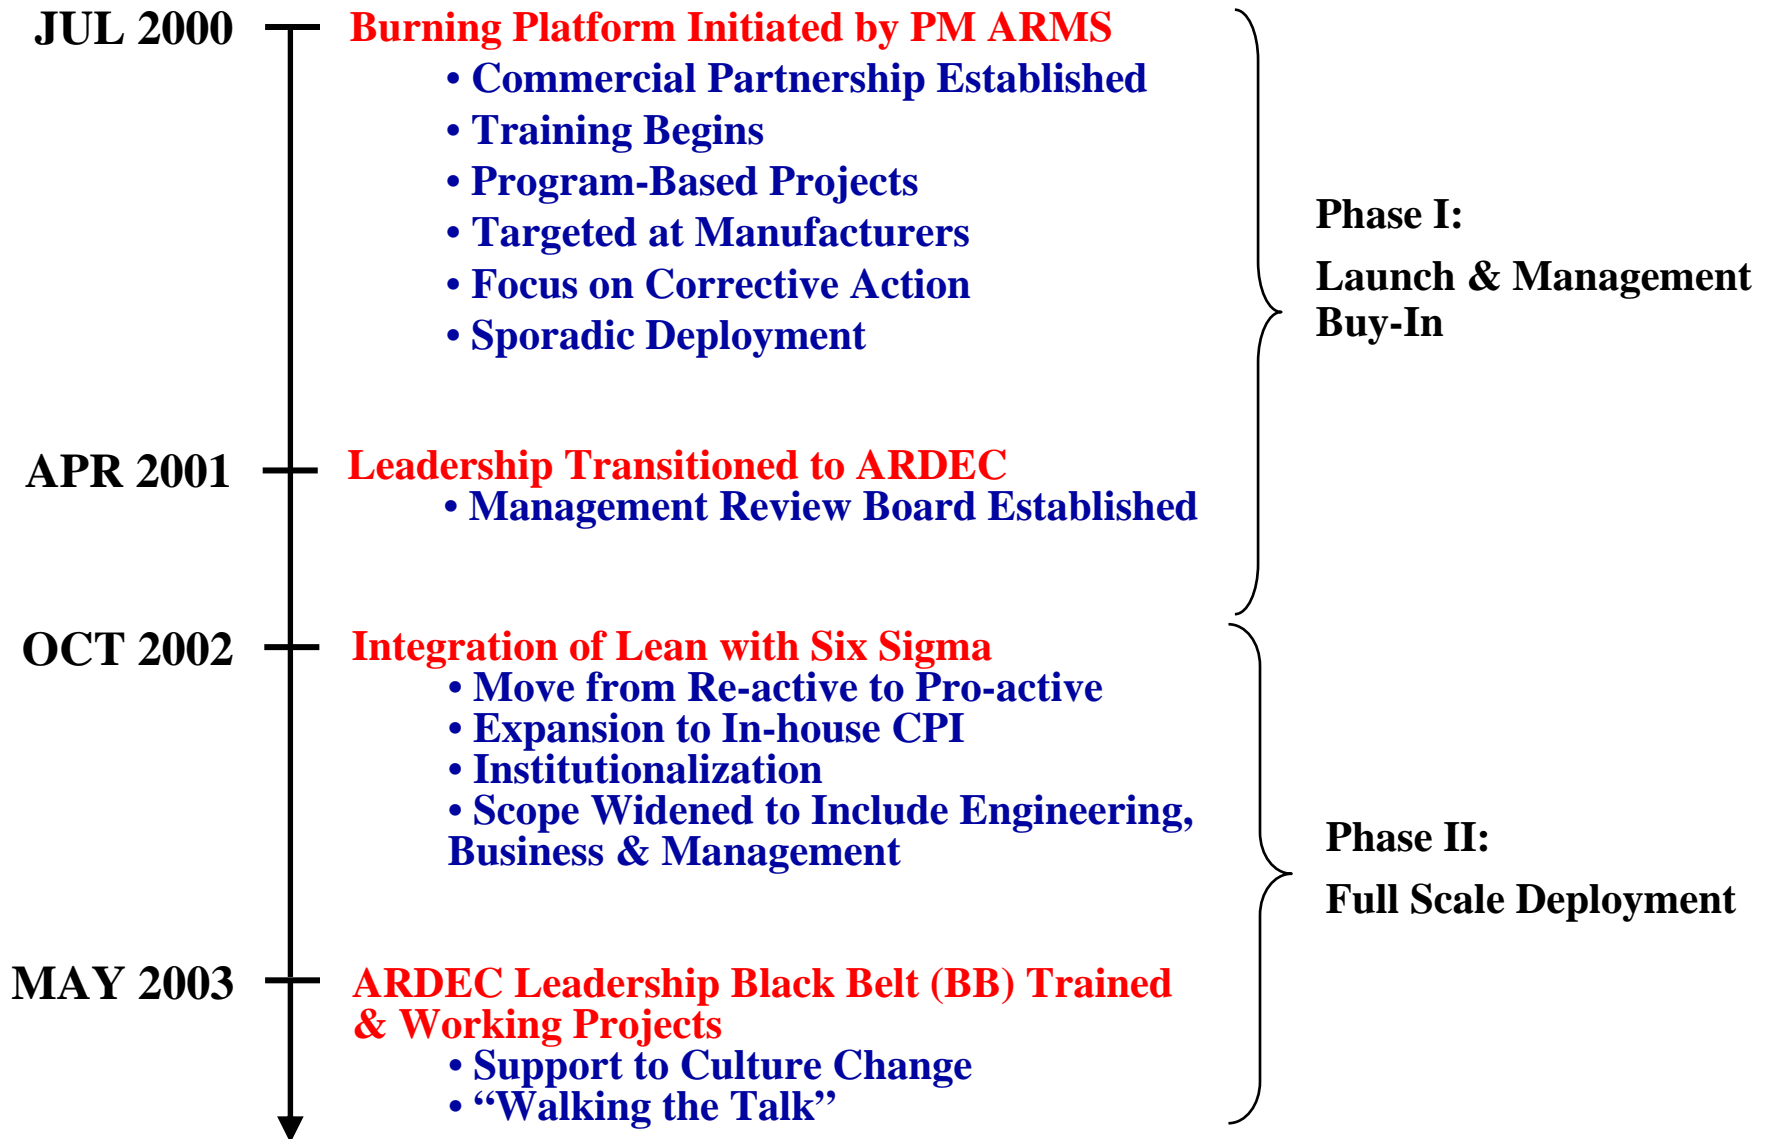 JUL 2000
Burning Platform Initiated by PM ARMS
• Commercial Partnership Established
• Training Begins
• Program-Based Projects
• Targeted at Manufacturers
• Focus on Corrective Action
• Sporadic Deployment
Phase I:
Launch & Management
Buy-In
APR 2001
Leadership Transitioned to ARDEC
• Management Review Board Established
OCT 2002
Integration of Lean with Six Sigma
• Move from Re-active to Pro-active
• Expansion to In-house CPI
• Institutionalization
• Scope Widened to Include Engineering,
Business & Management
Phase II:
Full Scale Deployment
MAY 2003
ARDEC Leadership Black Belt (BB) Trained
& Working Projects
• Support to Culture Change
• “Walking the Talk”